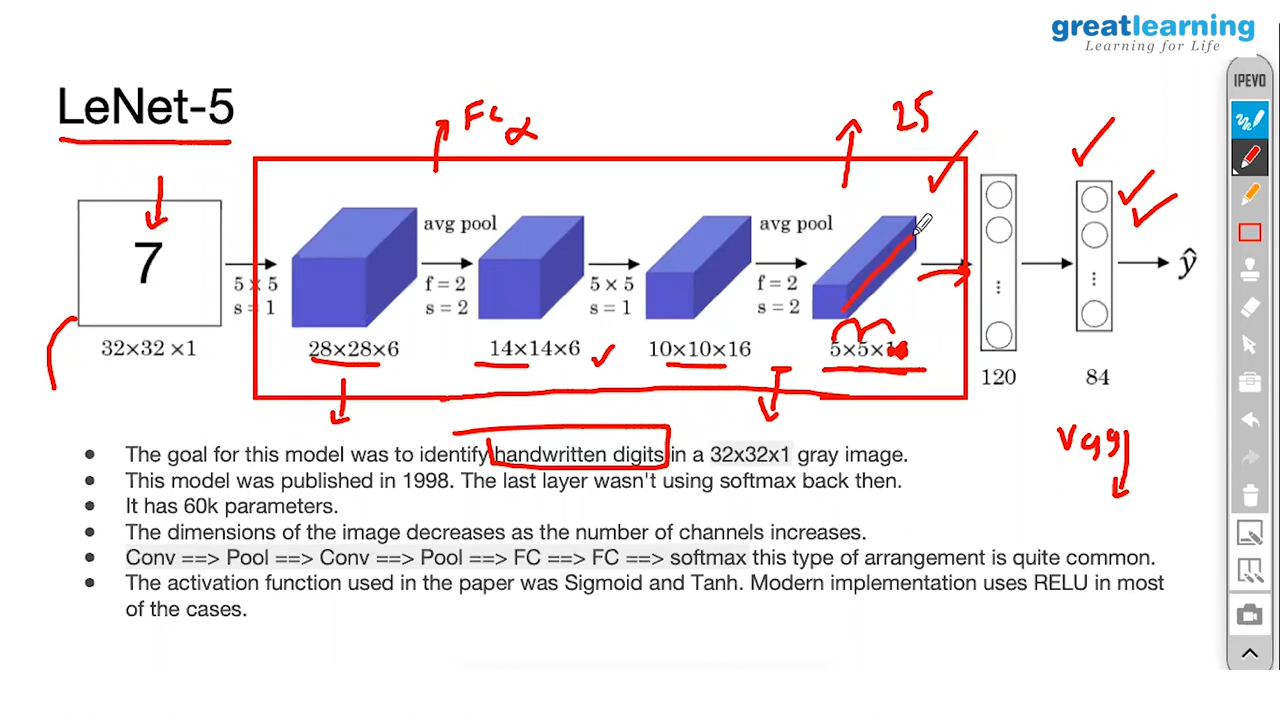 greatlearning
Learning for Life
IPEVO
LeNet-5
FC
25
7
avg pool
avg pool
5 × 5
s = 1
f = 2
s = 2
5 × 5
s = 1
f = 2
s = 2
ŷ
32×32 ×1
28×28×6
14×14×6
10×10×16
5×5×1
120
84
Vgg
• The goal for this model was to identify handwritten digits in a 32x32x1 gray image.
• This model was published in 1998. The last layer wasn't using softmax back then.
• It has 60k parameters.
• The dimensions of the image decreases as the number of channels increases.
• Conv ==> Pool ==> Conv ==> Pool ==> FC ==> FC ==> softmax this type of arrangement is quite common.
• The activation function used in the paper was Sigmoid and Tanh. Modern implementation uses RELU in most
of the cases.